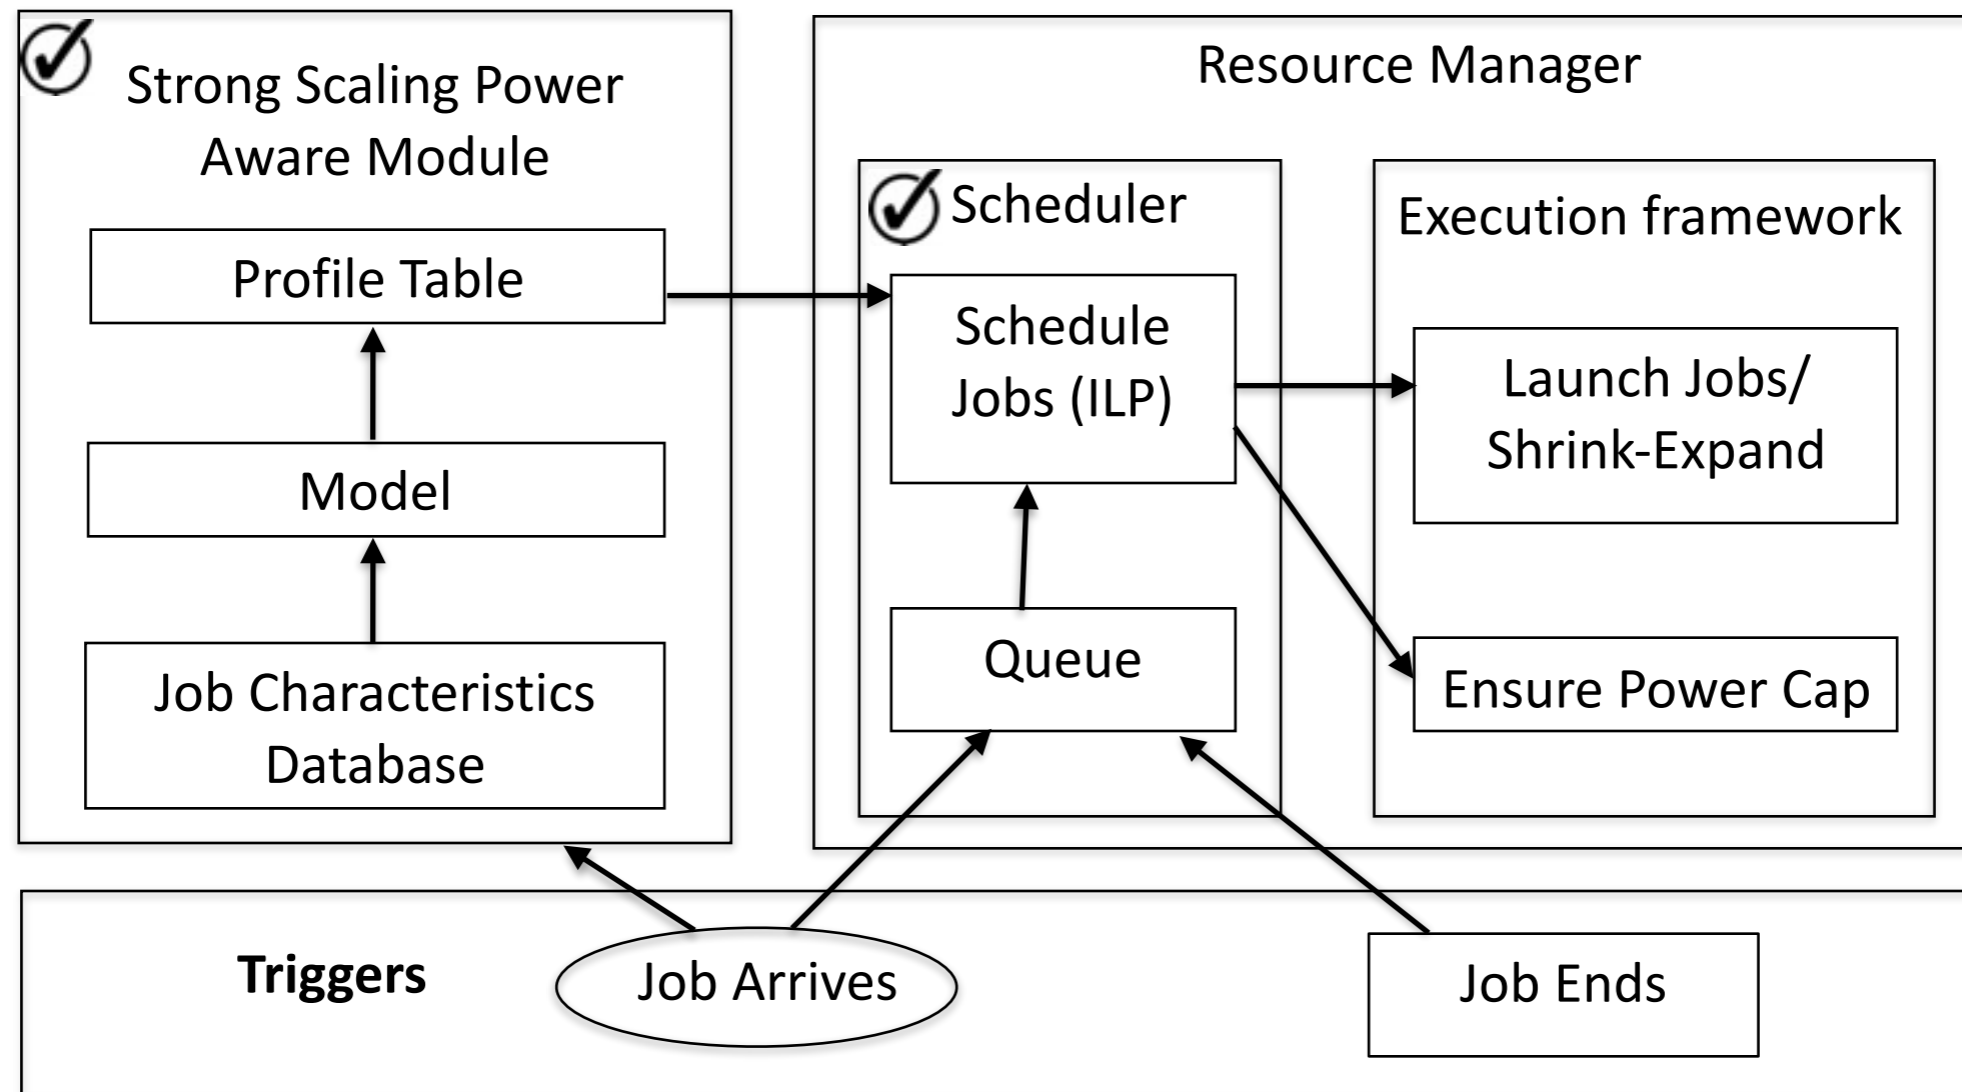 Strong Scaling Power
Aware Module
Profile Table
Model
Job Characteristics
Database
Resource Manager
Scheduler
Schedule
Jobs (ILP)
Queue
Execution framework
Launch Jobs/
Shrink-Expand
Ensure Power Cap
Triggers
Job Arrives
Job Ends